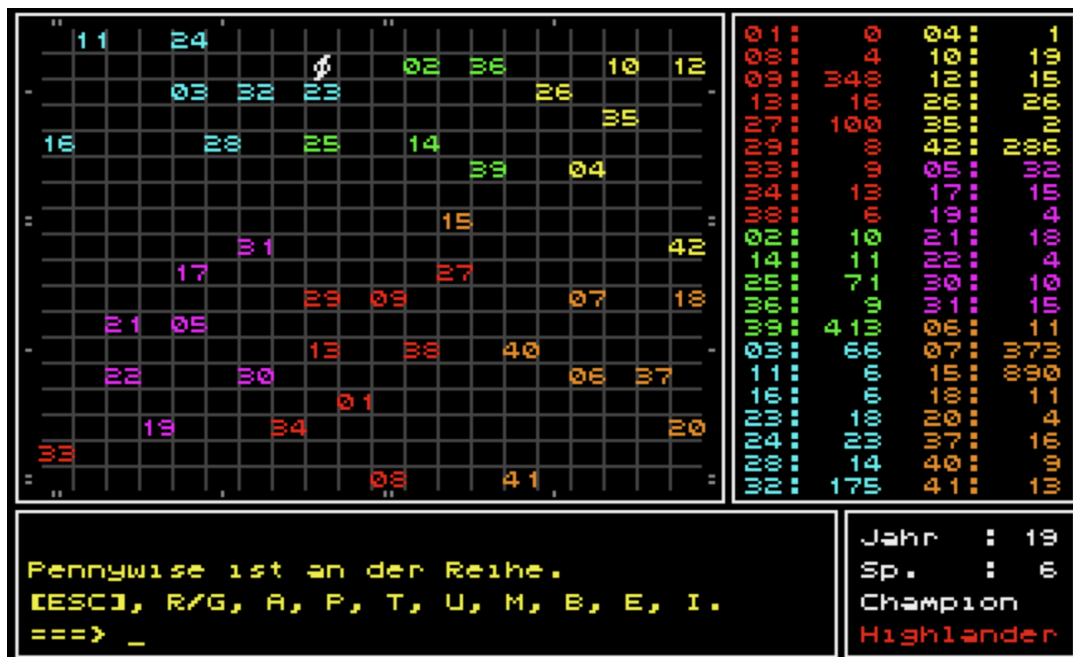 11 24
02 36 10 12
03 32 23 26
35
16 28 25 14
39 04
15
31 42
17 27
29 09 07 18
21 05
13 38 40
22 30 06 37
01
19 34 20
33
08 41
01: 0 04: 1
08: 4 10: 19
09: 348 12: 15
13: 16 26: 26
27: 100 35: 2
29: 8 42: 286
33: 9 05: 32
34: 13 17: 15
38: 6 19: 4
02: 10 21: 18
14: 11 22: 4
25: 71 30: 10
36: 9 31: 15
39: 413 06: 11
03: 66 07: 373
11: 6 15: 890
16: 6 18: 11
23: 18 20: 4
24: 23 37: 16
28: 14 40: 9
32: 175 41: 13
Pennywise ist an der Reihe.
[ESC], R/G, A, P, T, U, M, B, E, I.
===> _
Jahr : 19
Sp. : 6
Champion
Highlander